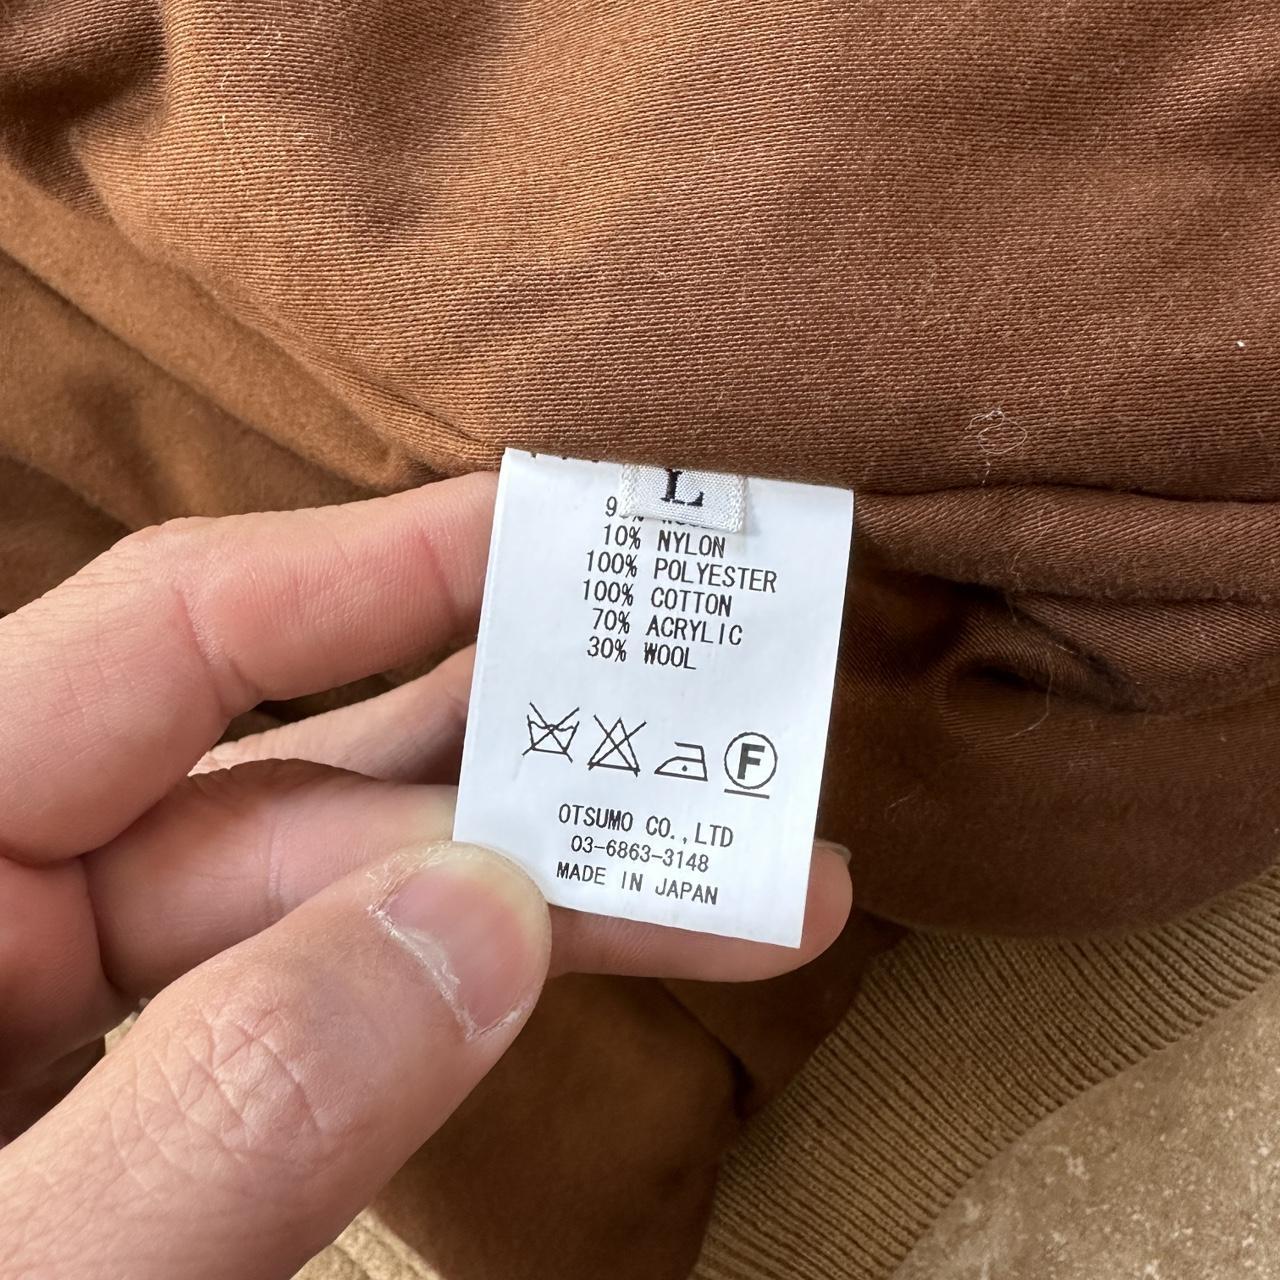 L
10% NYLON
100% POLYESTER
100% COTTON
70% ACRYLIC
30% WOOL
F
OTSUMO CO.,LTD
03-6863-3148
MADE IN JAPAN